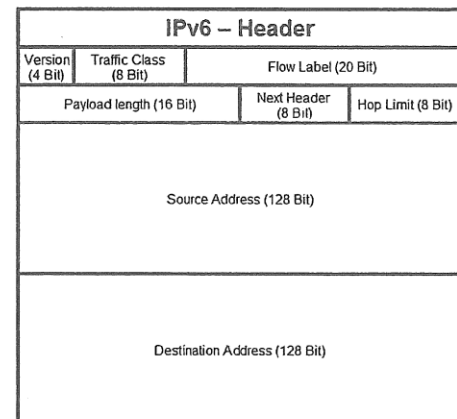 IPv6 – Header
Version
(4 Bit)
Traffic Class
(8 Bit)
Flow Label (20 Bit)
Payload length (16 Bit)
Next Header
(8 Bit)
Hop Limit (8 Bit)
Source Address (128 Bit)
Destination Address (128 Bit)